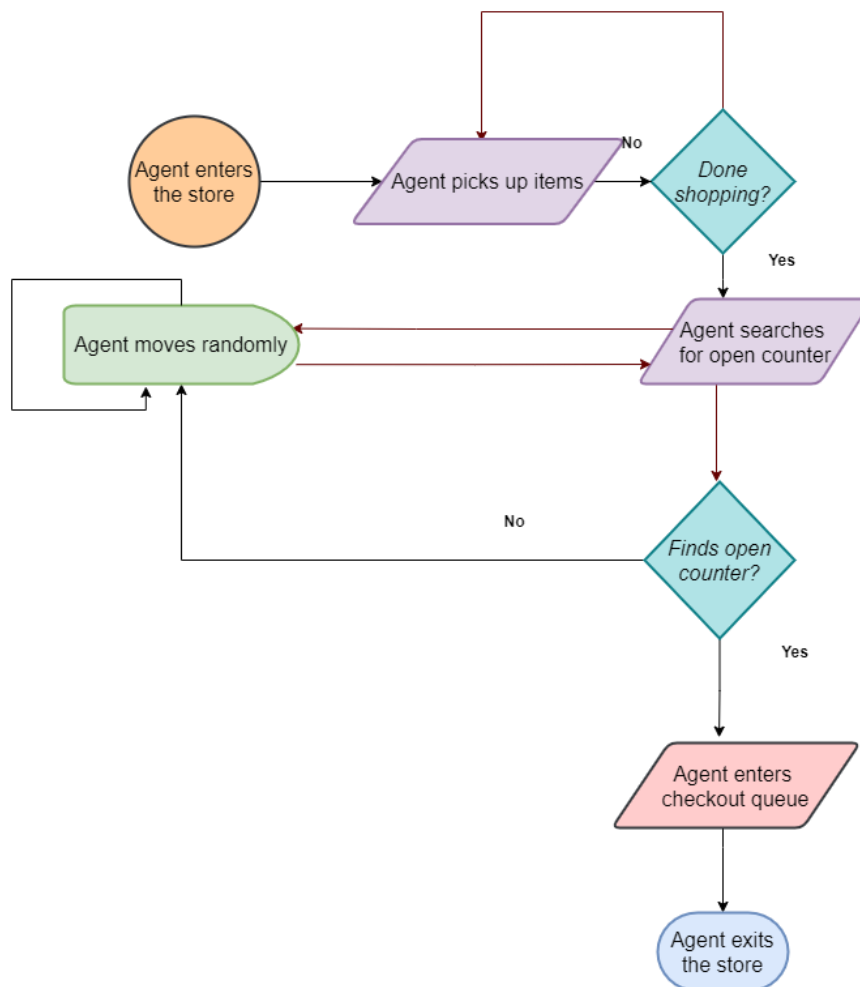 Agent enters
the store
Agent picks up items
No
Done
shopping?
Yes
Agent moves randomly
Agent searches
for open counter
No
Finds open
counter?
Yes
Agent enters
checkout queue
Agent exits
the store